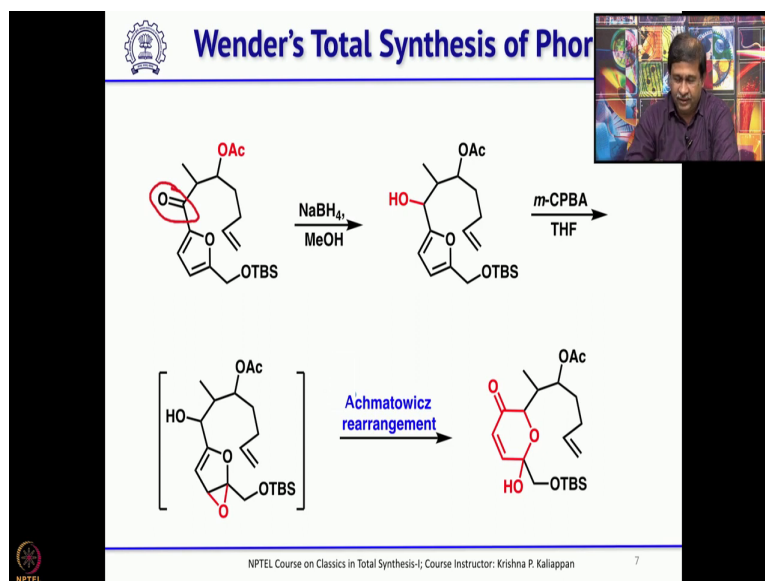 Wender's Total Synthesis of Phor
OAc
O
O
OTBS
NaBH4,
MeOH
OAc
HO
O
OTBS
m-CPBA
THF
OAc
HO
O
OTBS
O
Achmatowicz
rearrangement
OAc
O
O
HO
OTBS
NPTEL Course on Classics in Total Synthesis-I; Course Instructor: Krishna P. Kaliappan
7
NPTEL